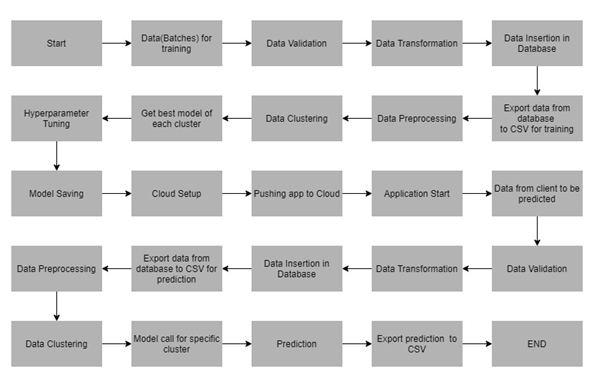 Start
Data(Batches) for
training
Data Validation
Data Transformation
Data Insertion in
Database
Hyperparameter
Tuning
Get best model of
each cluster
Data Clustering
Data Preprocessing
Export data from
database
to CSV for training
Model Saving
Cloud Setup
Pushing app to Cloud
Application Start
Data from client to be
predicted
Data Preprocessing
Export data from
database to CSV for
prediction
Data Insertion in
Database
Data Transformation
Data Validation
Data Clustering
Model call for specific
cluster
Prediction
Export prediction to
CSV
END